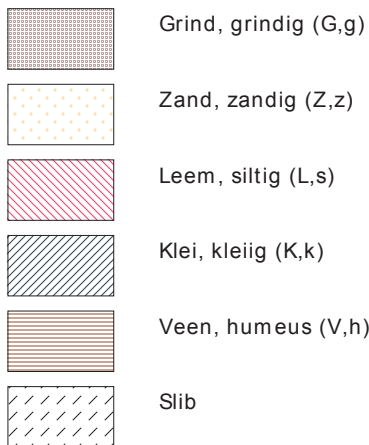 Grind, grindig (G,g)
Zand, zandig (Z,z)
Leem, siltig (L,s)
Klei, kleiig (K,k)
Veen, humeus (V,h)
Slib